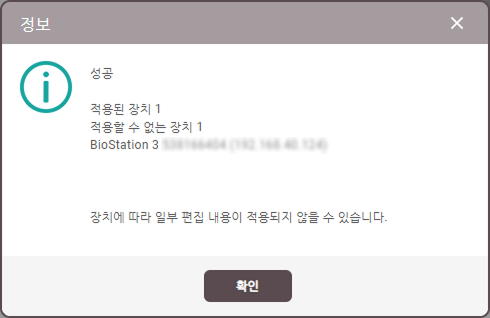 정보
성공
적용된 장치 1
적용할 수 없는 장치 1
BioStation 3
장치에 따라 일부 편집 내용이 적용되지 않을 수 있습니다.
확인